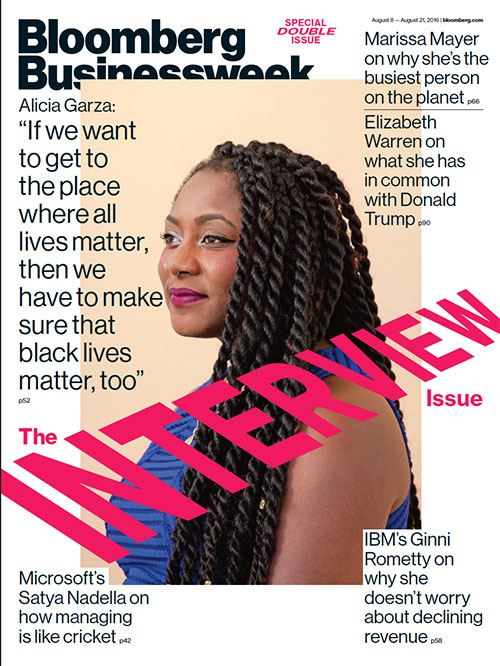 Bloomberg
Businessweek
SPECIAL
DOUBLE
ISSUE
August 8 — August 21, 2016 | bloomberg.com
Marissa Mayer
on why she's the
busiest person
on the planet p66
Elizabeth
Warren on
what she has
in common
with Donald
Trump p90
Alicia Garza:
“If we want
to get to
the place
where all
lives matter,
then we
have to make
sure that
black lives
matter, too”
p52
The
INTERVIEW
Issue
Microsoft's
Satya Nadella on
how managing
is like cricket p42
IBM's Ginni
Rometty on
why she
doesn't worry
about declining
revenue p58